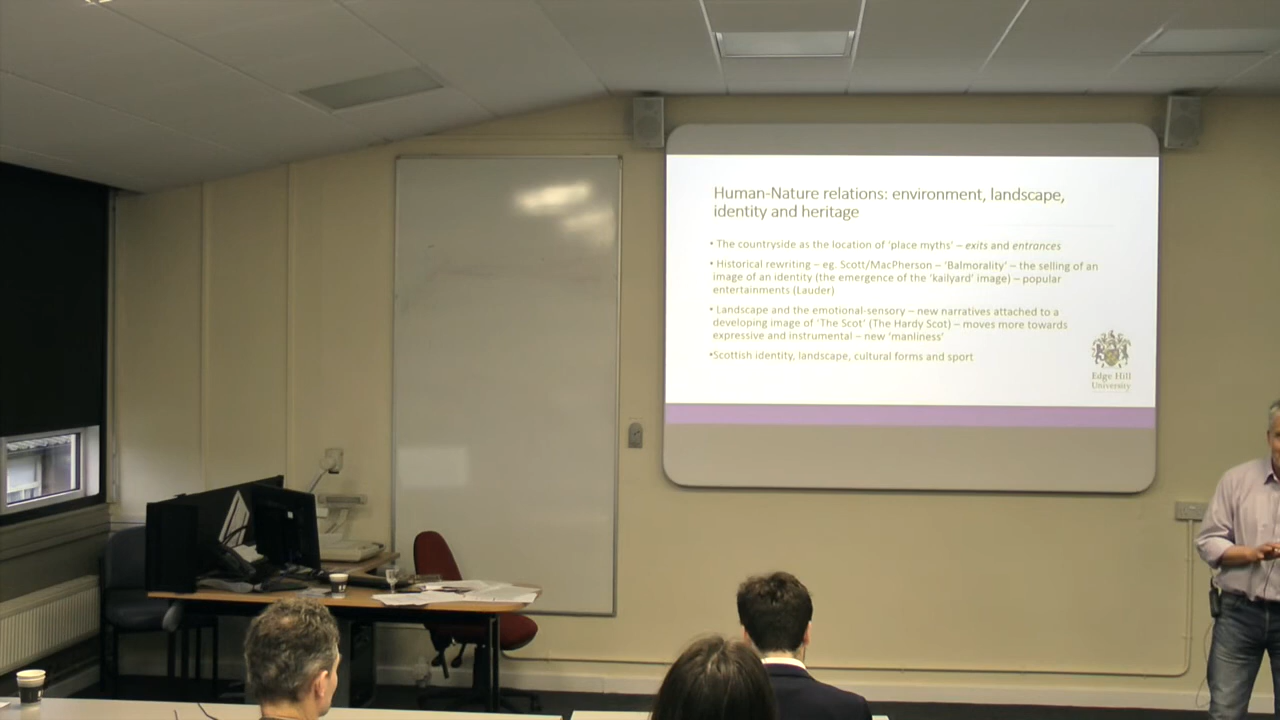 Human-Nature relations: environment, landscape,
identity and heritage
• The countryside as the location of 'place myths' – exits and entrances
• Historical rewriting – eg. Scott/MacPherson – 'Balmorality' – the selling of an
image of an identity (the emergence of the 'kailyard' image) – popular
entertainments (Lauder)
• Landscape and the emotional-sensory – new narratives attached to a
developing image of 'The Scot' (The Hardy Scot) – moves more towards
expressive and instrumental – new 'manliness'
•Scottish identity, landscape, cultural forms and sport
Edge Hill
University